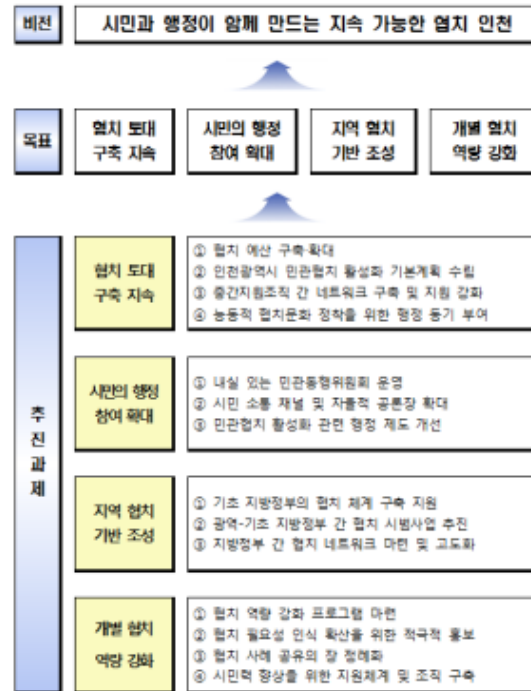 비전
시민과 행정이 함께 만드는 지속 가능한 협치 인천
목표
협치 토대
구축 지속
시민의 행정
참여 확대
지역 협치
기반 조성
개별 협치
역량 강화
추진과제
협치 토대
구축 지속
① 협치 예산 구축·확대
② 인천광역시 민관협치 활성화 기본계획 수립
③ 중간지원조직 간 네트워크 구축 및 지원 강화
④ 능동적 협치문화 정착을 위한 행정 동기 부여
시민의 행정
참여 확대
① 내실 있는 민관동행위원회 운영
② 시민 소통 채널 및 자율적 공론장 확대
③ 민관협치 활성화 관련 행정 제도 개선
지역 협치
기반 조성
① 기초 지방정부의 협치 체계 구축 지원
② 광역-기초 지방정부 간 협치 시범사업 추진
③ 지방정부 간 협치 네트워크 마련 및 고도화
개별 협치
역량 강화
① 협치 역량 강화 프로그램 마련
② 협치 필요성 인식 확산을 위한 적극적 홍보
③ 협치 사례 공유의 장 정례화
④ 시민력 향상을 위한 지원체계 및 조직 구축